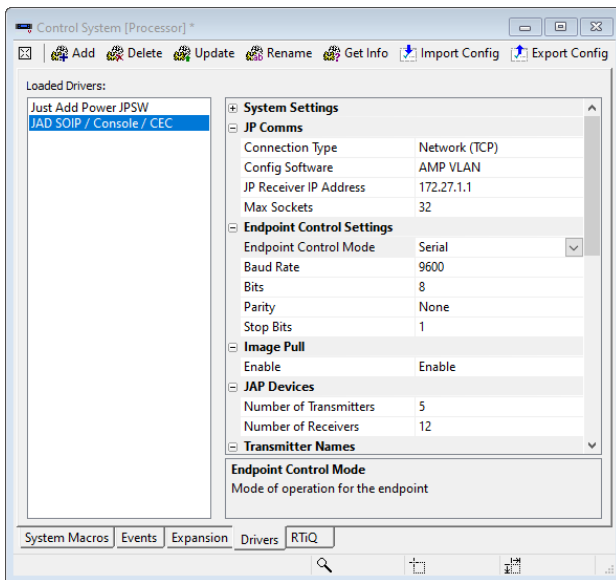 Control System [Processor] *
Add Delete Update Rename Get Info Import Config Export Config
Loaded Drivers:
Just Add Power JPSW
JAD SOIP / Console / CEC
System Settings
JP Comms
Connection Type Network (TCP)
Config Software AMP VLAN
JP Receiver IP Address 172.27.1.1
Max Sockets 32
Endpoint Control Settings
Endpoint Control Mode Serial
Baud Rate 9600
Bits 8
Parity None
Stop Bits 1
Image Pull
Enable Enable
JAP Devices
Number of Transmitters 5
Number of Receivers 12
Transmitter Names
Endpoint Control Mode
Mode of operation for the endpoint
System Macros Events Expansion Drivers RTiQ